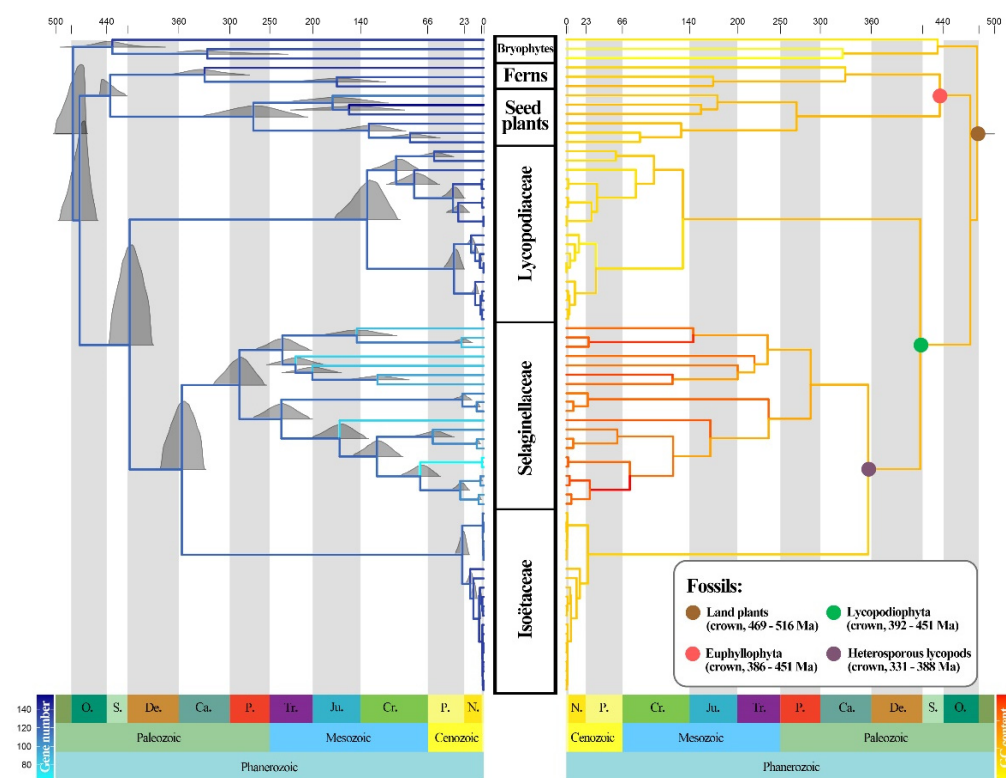 500 440 360 300 250 200 140 66 23 0
0 23 66 140 200 250 300 360 440 500
Bryophytes
Ferns
Seed
plants
Lycopodiaceae
Selaginellaceae
Isoëtaceae
Fossils:
Land plants
(crown, 469 - 516 Ma)
Lycopodiophyta
(crown, 392 - 451 Ma)
Euphyllophyta
(crown, 386 - 451 Ma)
Heterosporous lycopods
(crown, 331 - 388 Ma)
Gene number
140
120
100
80
O. S. De. Ca. P. Tr. Ju. Cr. P. N.
Paleozoic Mesozoic Cenozoic
Phanerozoic
N. P. Cr. Ju. Tr. P. Ca. De. S. O.
Cenozoic Mesozoic Paleozoic
Phanerozoic
content